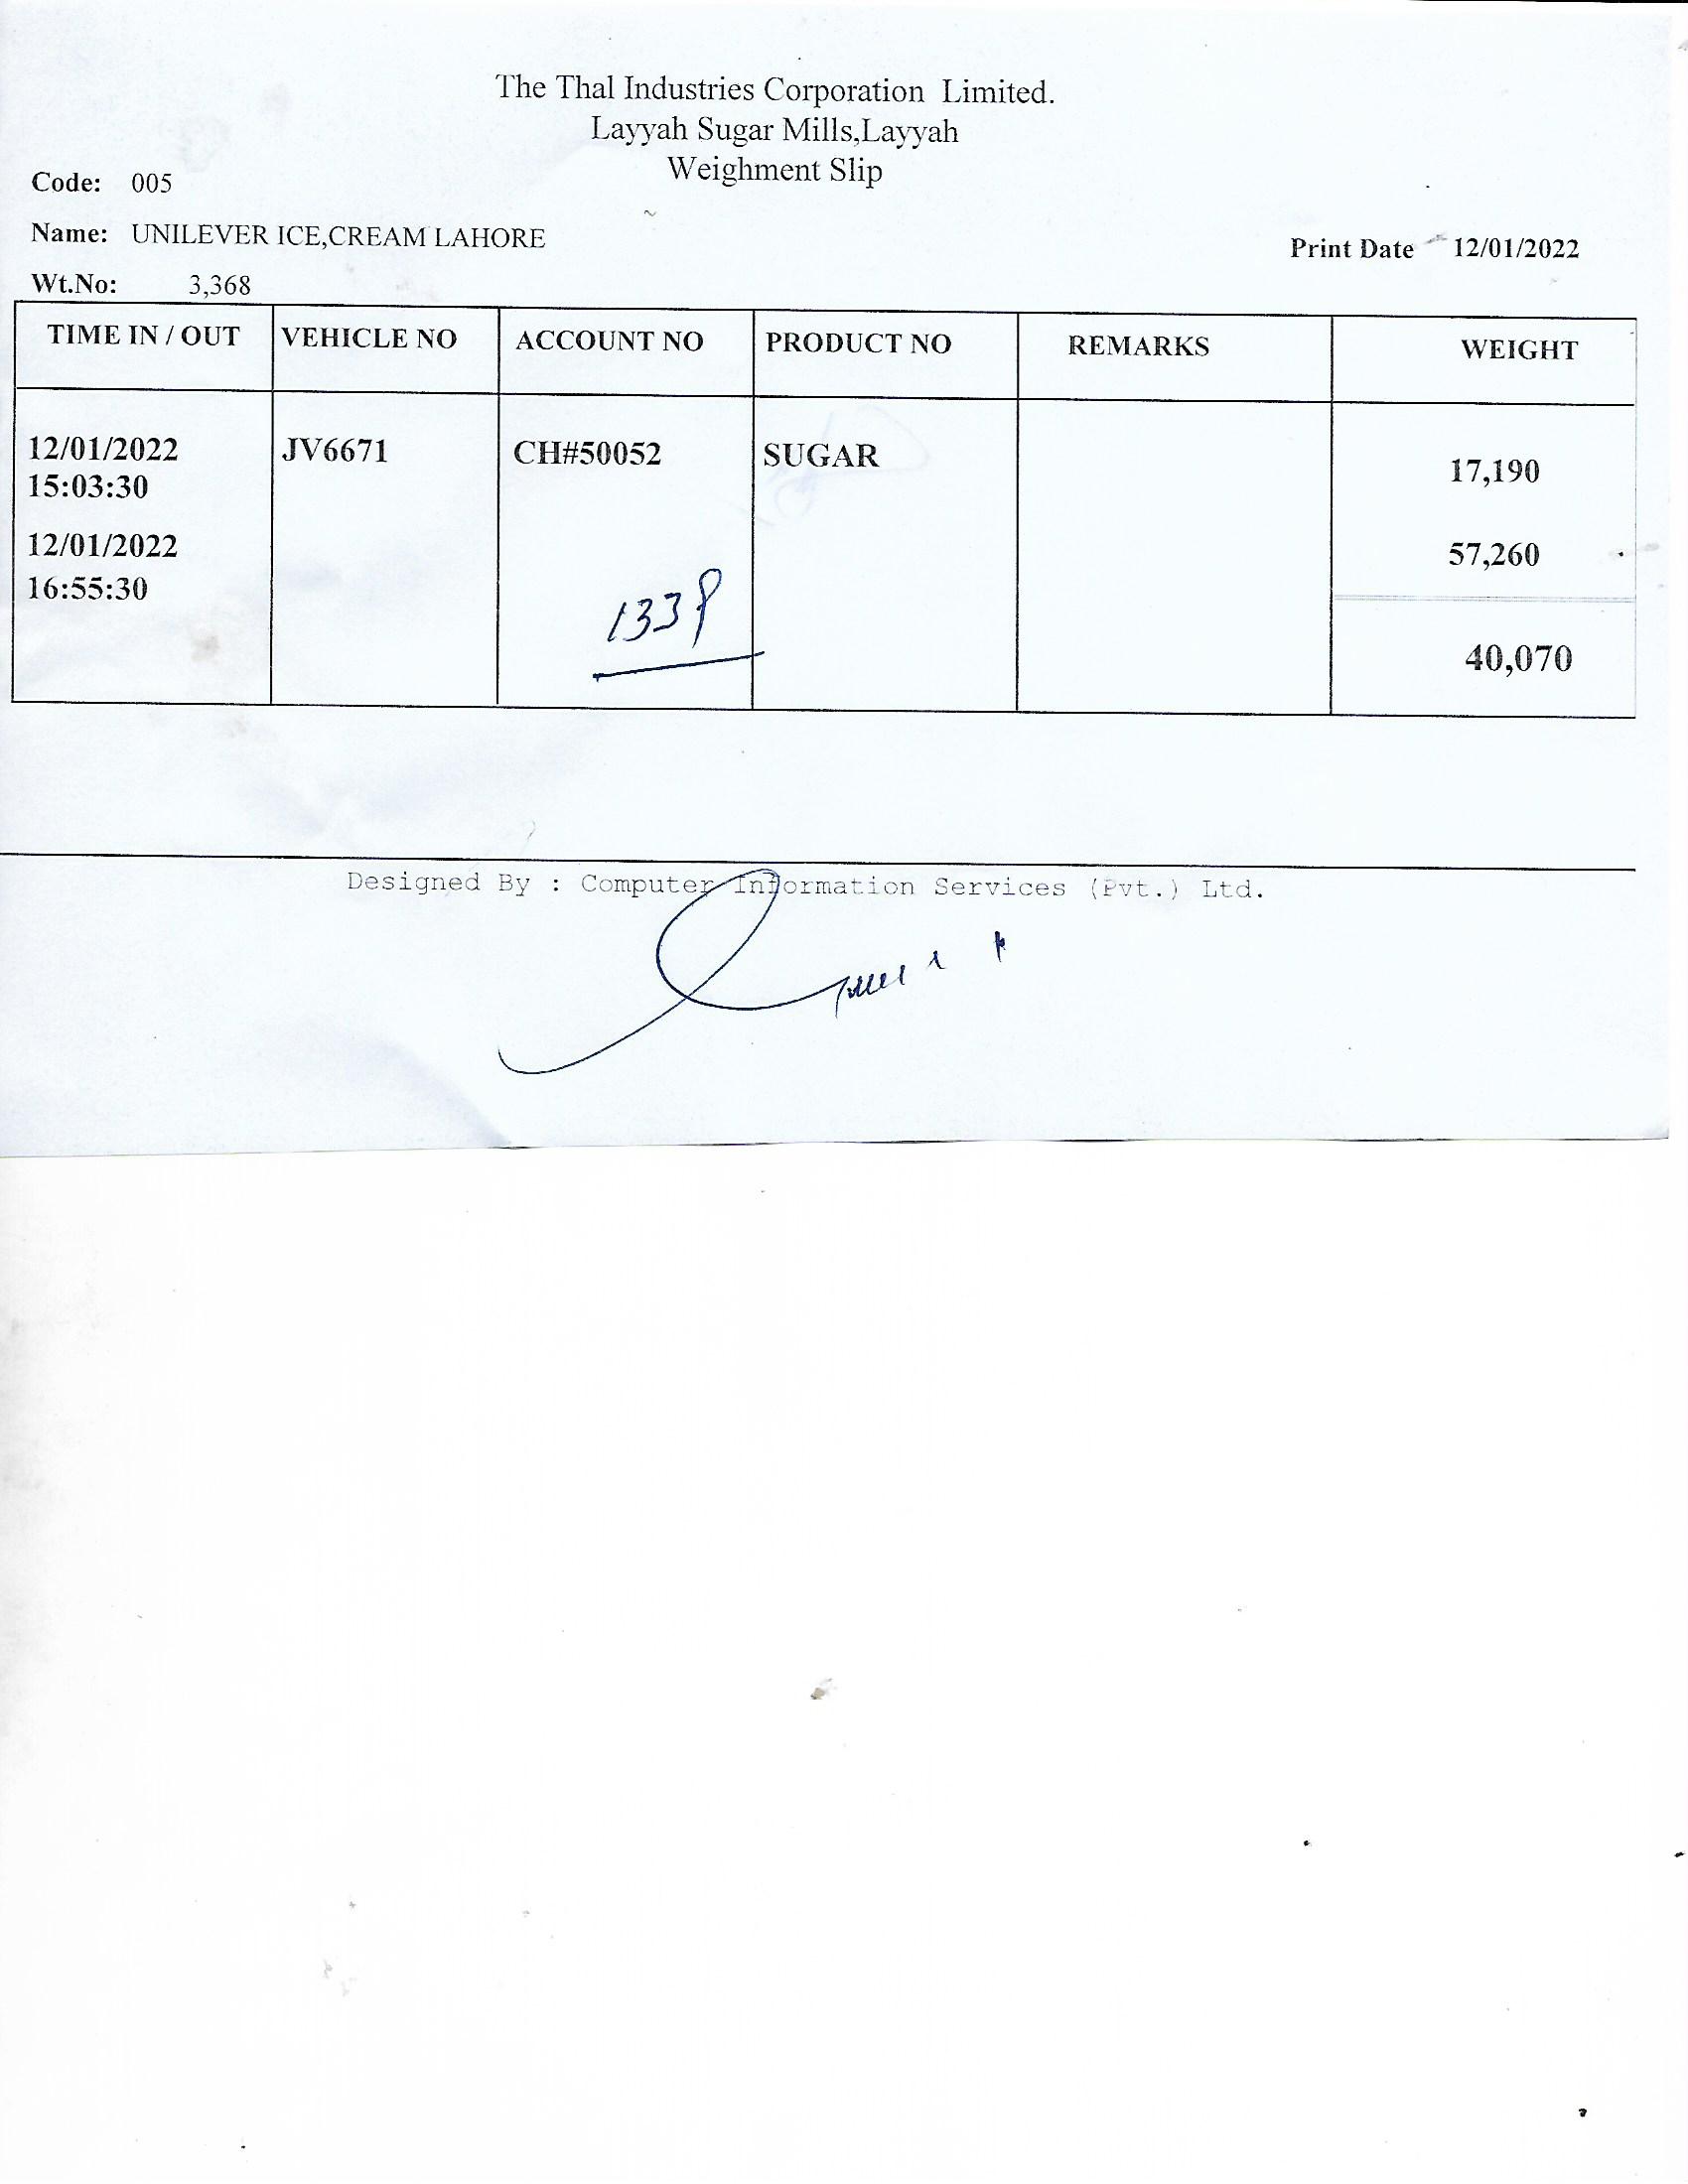 The Thal Industries Corporation Limited.
Layyah Sugar Mills,Layyah
Weighment Slip
Code: 005
Name: UNILEVER ICE,CREAM LAHORE
Print Date 12/01/2022
Wt.No: 3,368
TIME IN / OUT VEHICLE NO ACCOUNT NO PRODUCT NO REMARKS WEIGHT
12/01/2022 JV6671 CH#50052 SUGAR 17,190
15:03:30
12/01/2022 57,260
16:55:30
1339
40,070
Designed By : Computer Information Services (Pvt.) Ltd.